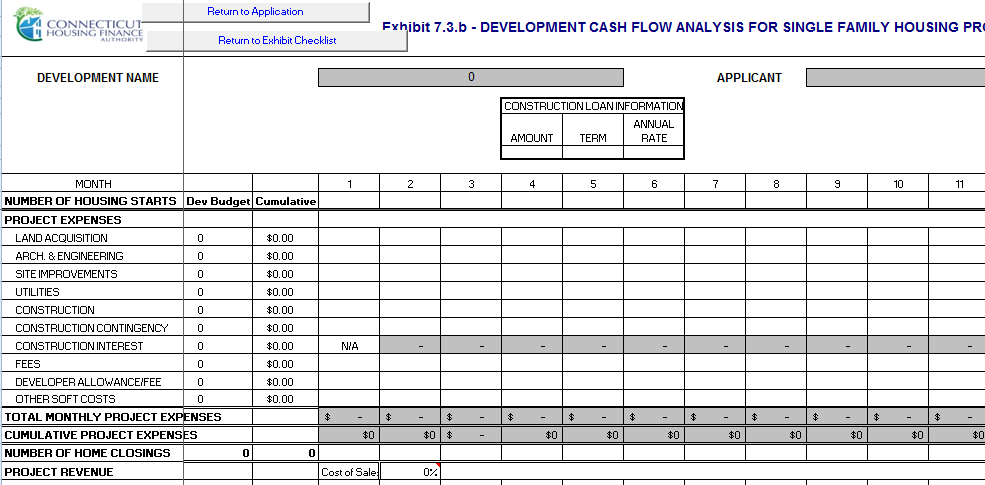 Return to Application
CONNECTICUT
HOUSING FINANCE
AUTHORITY
Exhibit 7.3.b - DEVELOPMENT CASH FLOW ANALYSIS FOR SINGLE FAMILY HOUSING
Return to Exhibit Checklist
DEVELOPMENT NAME 0 APPLICANT
CONSTRUCTION LOAN INFORMATION
AMOUNT TERM ANNUAL RATE
MONTH 1 2 3 4 5 6 7 8 9 10 11
NUMBER OF HOUSING STARTS Dev Budget Cumulative
PROJECT EXPENSES
LAND ACQUISITION 0 $0.00
ARCH. & ENGINEERING 0 $0.00
SITE IMPROVEMENTS 0 $0.00
UTILITIES 0 $0.00
CONSTRUCTION 0 $0.00
CONSTRUCTION CONTINGENCY 0 $0.00
CONSTRUCTION INTEREST 0 $0.00 N/A - - - - - - - - - -
FEES 0 $0.00
DEVELOPER ALLOWANCE/FEE 0 $0.00
OTHER SOFT COSTS 0 $0.00
TOTAL MONTHLY PROJECT EXPENSES $ - $ - $ - $ - $ - $ - $ - $ - $ - $ - $ -
CUMULATIVE PROJECT EXPENSES $0 $0 $ - $0 $0 $0 $0 $0 $0 $0 $0
NUMBER OF HOME CLOSINGS 0 0
PROJECT REVENUE Cost of Sale: 0%